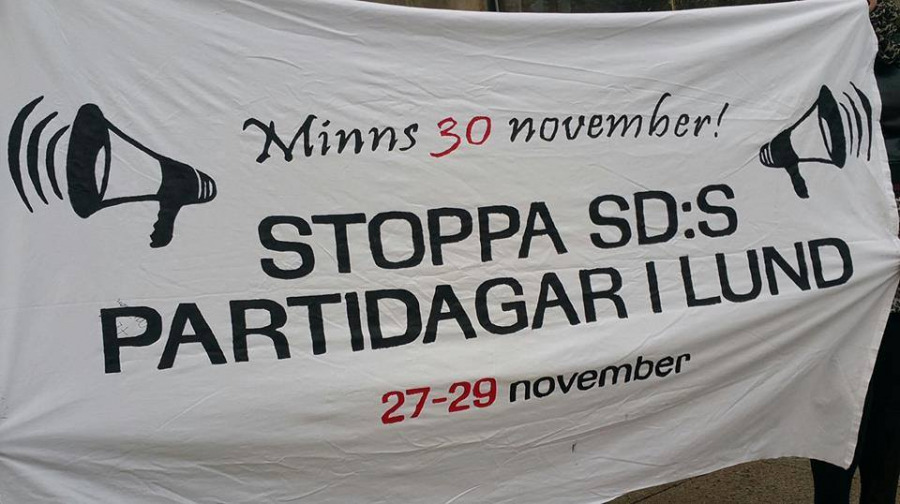 Minns 30 november!
STOPPA SD:S
PARTIDAGAR I LUND
27-29 november